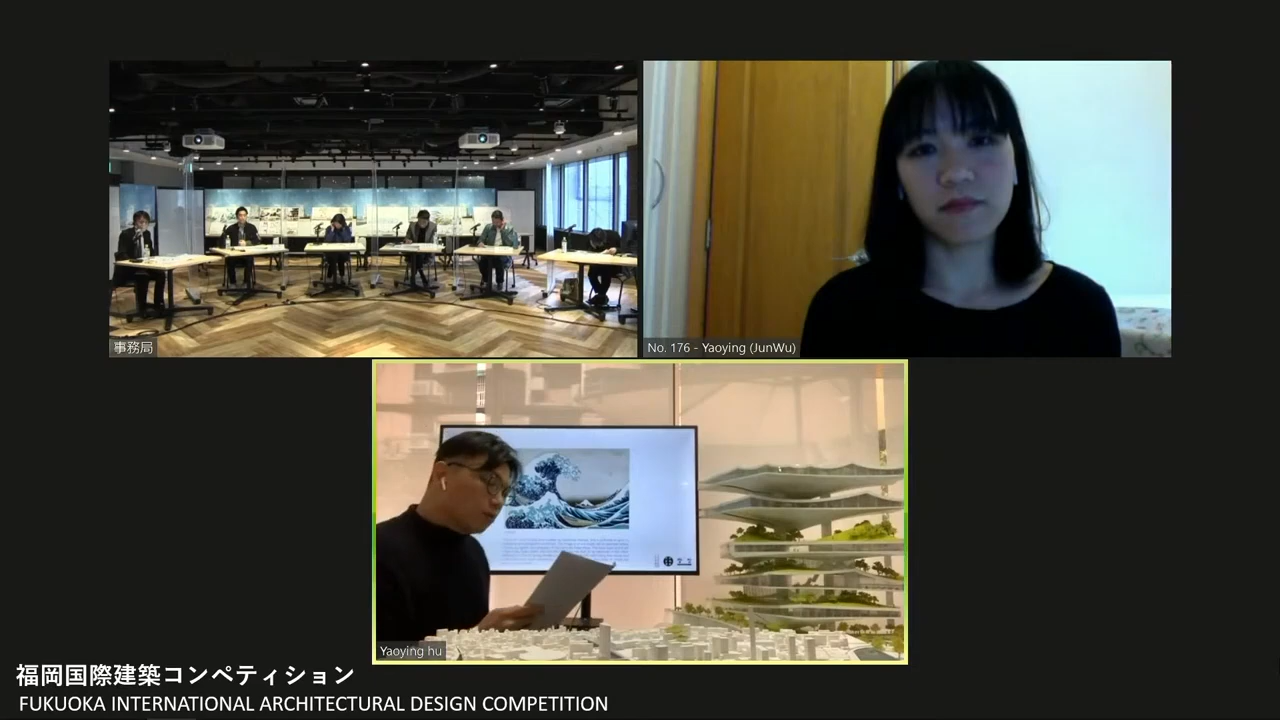 事務局
No. 176 - Yaoying (JunWu)
Yaoying hu
福岡国際建築コンペティション
FUKUOKA INTERNATIONAL ARCHITECTURAL DESIGN COMPETITION